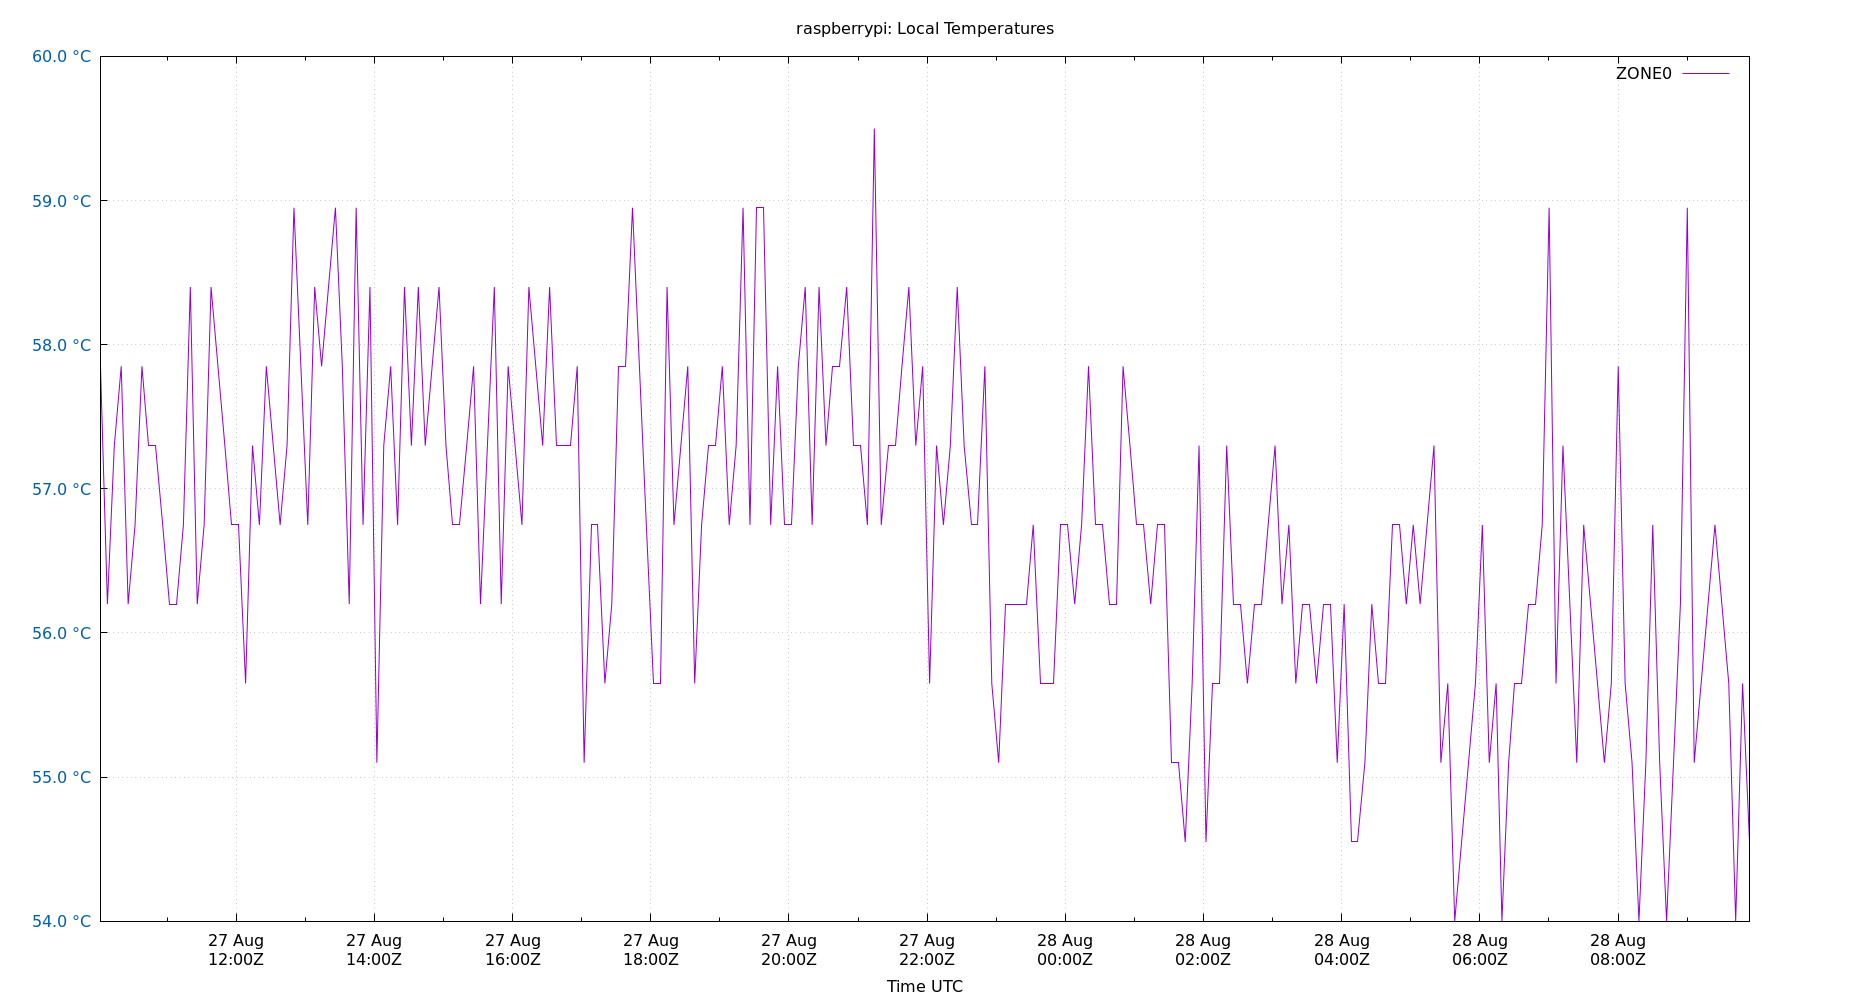 raspberrypi: Local Temperatures
60.0 °C
ZONE0
59.0 °C
58.0 °C
57.0 °C
56.0 °C
55.0 °C
54.0 °C
27 Aug 27 Aug 27 Aug 27 Aug 27 Aug 27 Aug 28 Aug 28 Aug 28 Aug 28 Aug 28 Aug
12:00Z 14:00Z 16:00Z 18:00Z 20:00Z 22:00Z 00:00Z 02:00Z 04:00Z 06:00Z 08:00Z
Time UTC